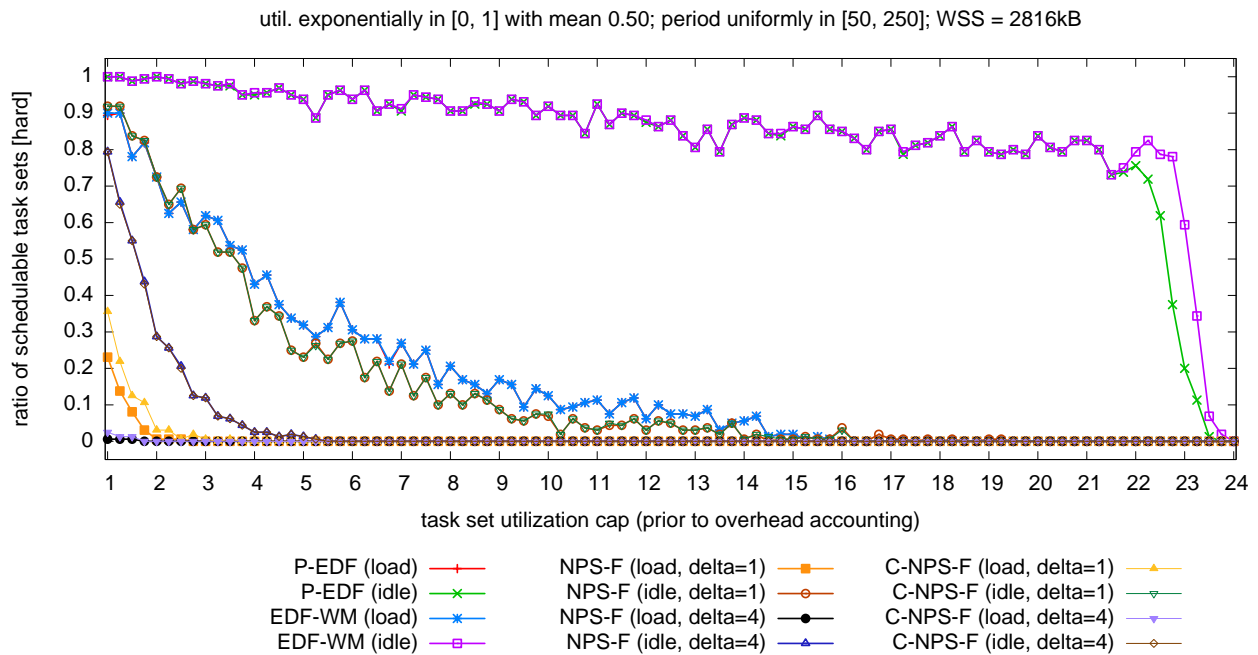 util. exponentially in [0, 1] with mean 0.50; period uniformly in [50, 250]; WSS = 2816kB
ratio of schedulable task sets [hard]
1
0.9
0.8
0.7
0.6
0.5
0.4
0.3
0.2
0.1
0
1 2 3 4 5 6 7 8 9 10 11 12 13 14 15 16 17 18 19 20 21 22 23 24
task set utilization cap (prior to overhead accounting)
P-EDF (load) NPS-F (load, delta=1) C-NPS-F (load, delta=1)
P-EDF (idle) NPS-F (idle, delta=1) C-NPS-F (idle, delta=1)
EDF-WM (load) NPS-F (load, delta=4) C-NPS-F (load, delta=4)
EDF-WM (idle) NPS-F (idle, delta=4) C-NPS-F (idle, delta=4)